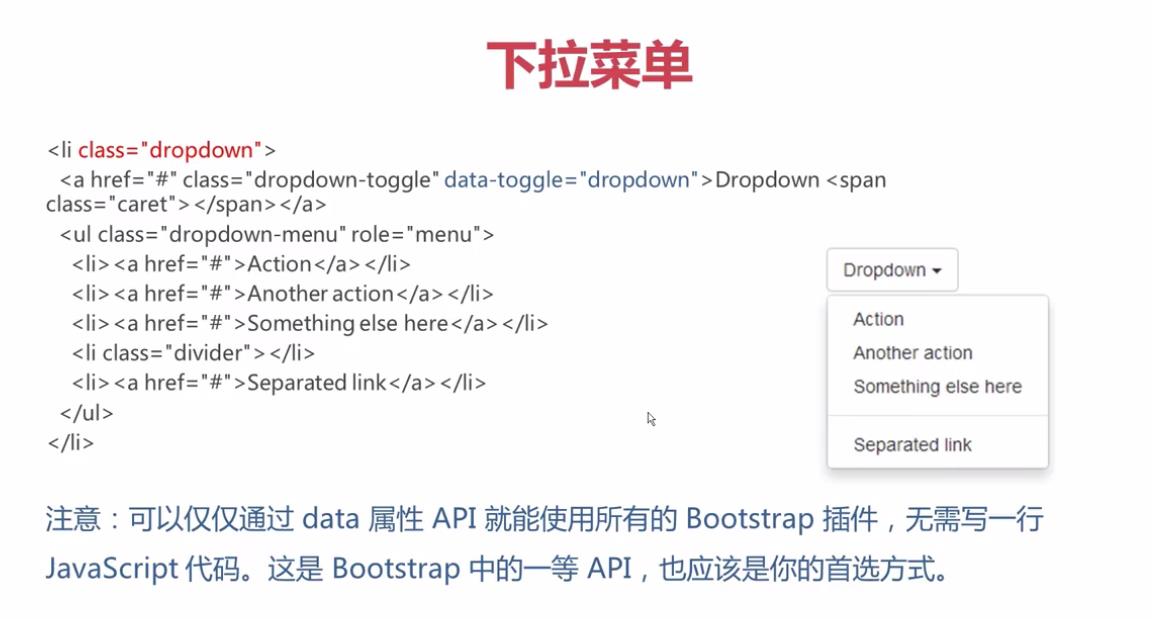 下拉菜单
<li class="dropdown">
<a href="#" class="dropdown-toggle" data-toggle="dropdown">Dropdown <span
class="caret"></span></a>
<ul class="dropdown-menu" role="menu">
<li><a href="#">Action</a></li>
<li><a href="#">Another action</a></li>
<li><a href="#">Something else here</a></li>
<li class="divider"></li>
<li><a href="#">Separated link</a></li>
</ul>
</li>
Dropdown
Action
Another action
Something else here
Separated link
注意：可以仅仅通过 data 属性 API 就能使用所有的 Bootstrap 插件，无需写一行
JavaScript 代码。这是 Bootstrap 中的一等 API，也应该是你的首选方式。